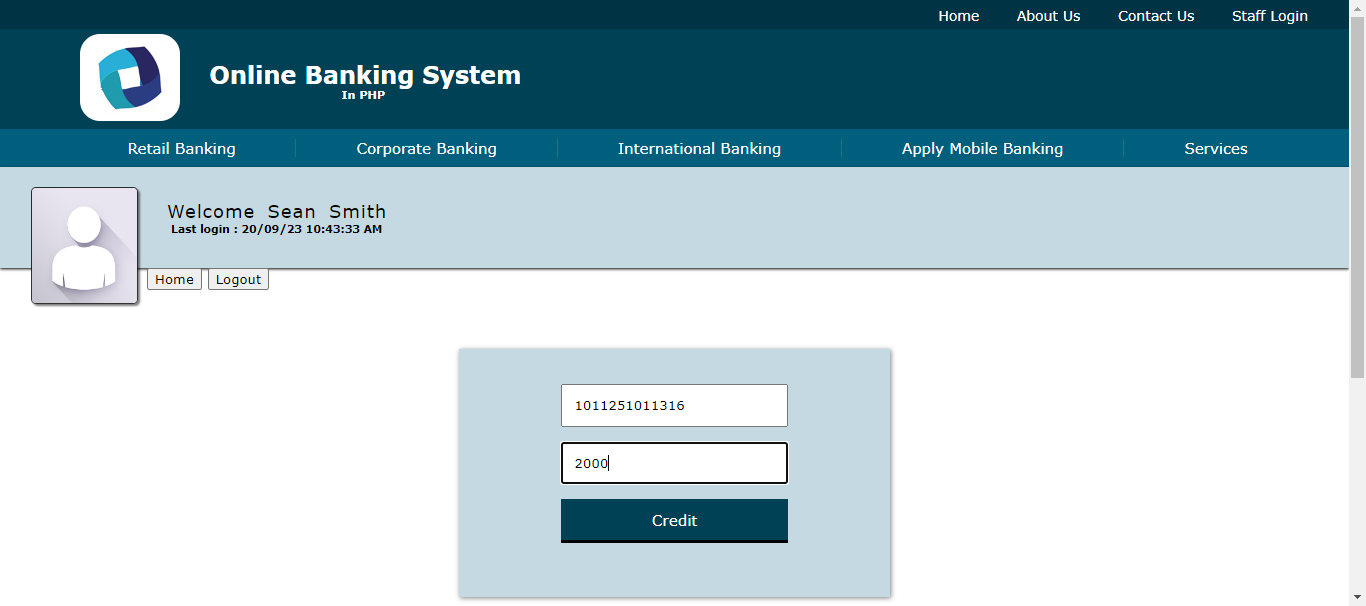 Home About Us Contact Us Staff Login
Online Banking System
In PHP
Retail Banking Corporate Banking International Banking Apply Mobile Banking Services
Welcome Sean Smith
Last login : 20/09/23 10:43:33 AM
Home Logout
1011251011316
2000
Credit